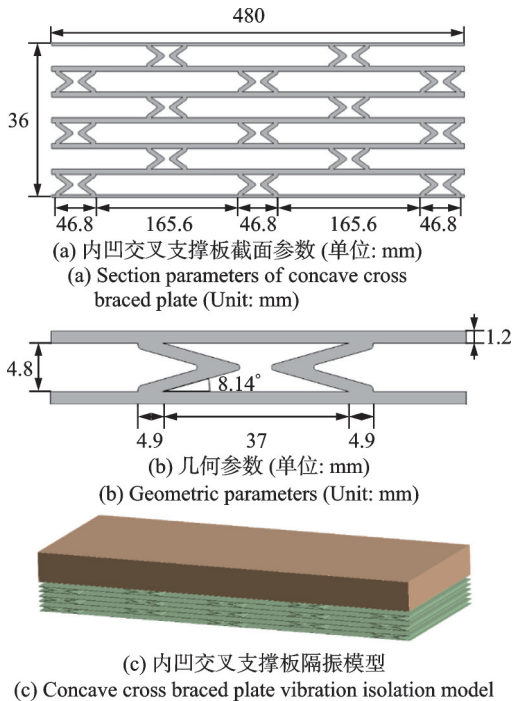 480
36
46.8 165.6 46.8 165.6 46.8
(a) 内凹交叉支撑板截面参数 (单位: mm)
(a) Section parameters of concave cross
braced plate (Unit: mm)
1.2
4.8
8.14°
4.9 37 4.9
(b) 几何参数 (单位: mm)
(b) Geometric parameters (Unit: mm)
(c) 内凹交叉支撑板隔振模型
(c) Concave cross braced plate vibration isolation model